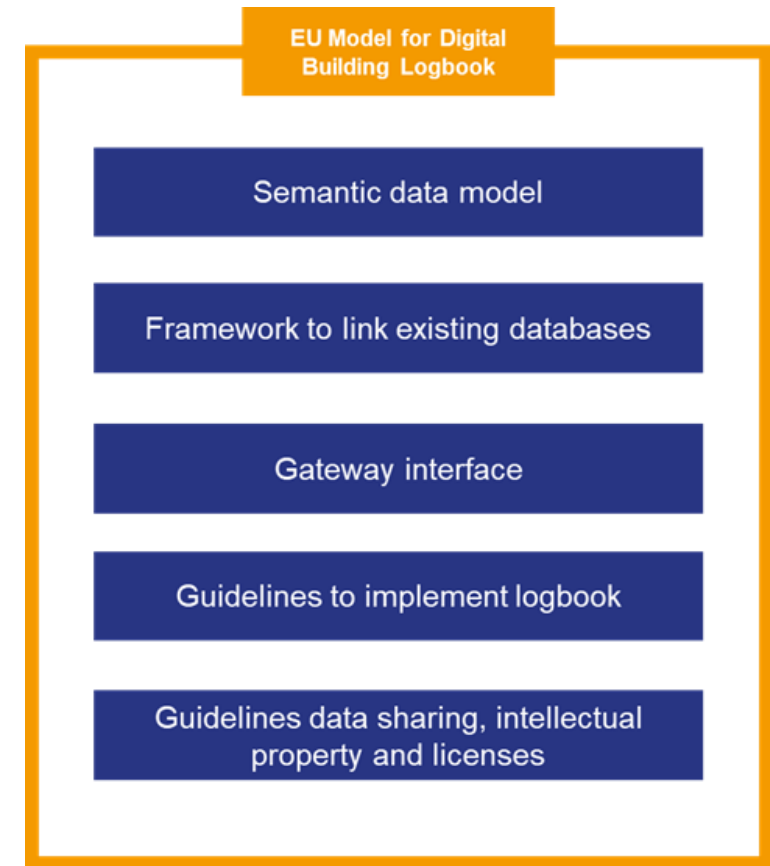 EU Model for Digital
Building Logbook
Semantic data model
Framework to link existing databases
Gateway interface
Guidelines to implement logbook
Guidelines data sharing, intellectual
property and licenses